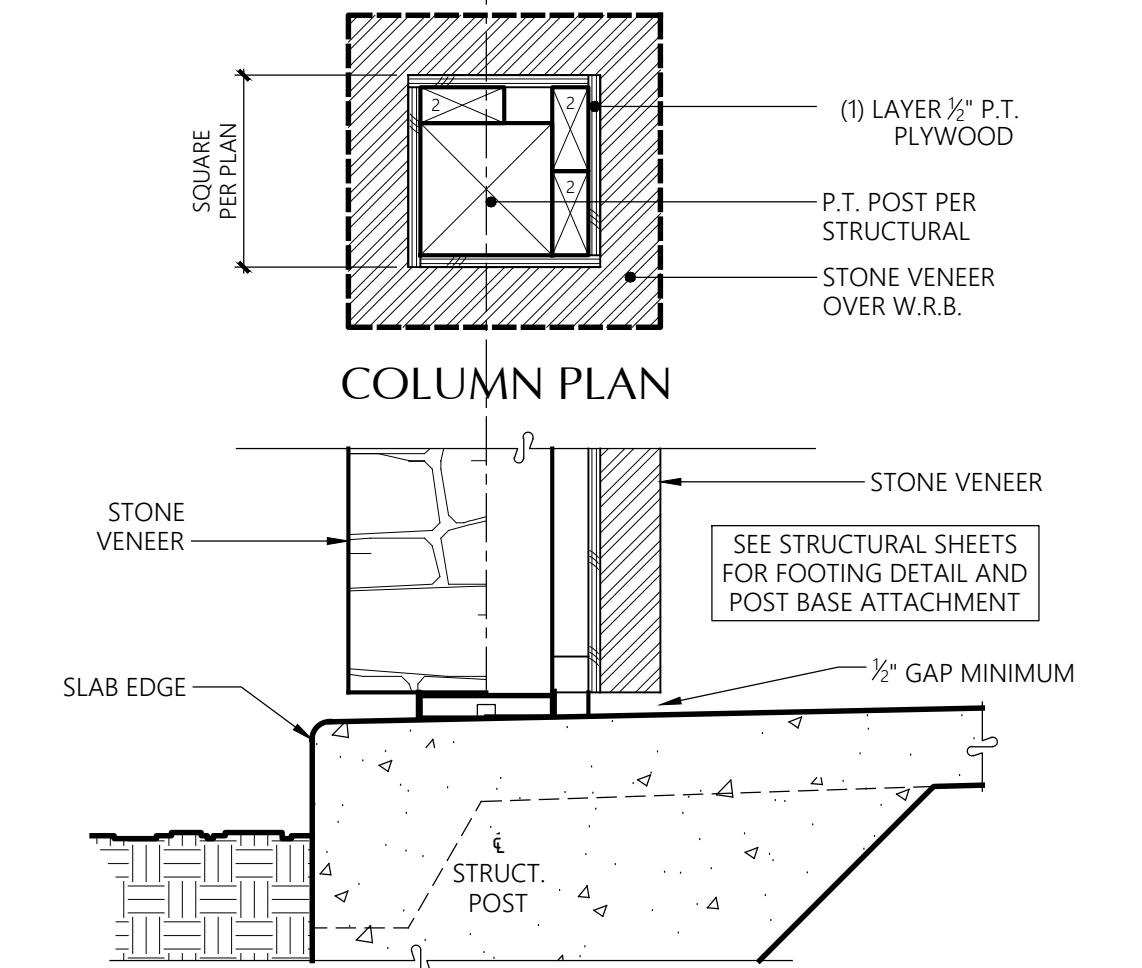 SQUARE
PER PLAN
2
2
2
(1) LAYER ½" P.T.
PLYWOOD
P.T. POST PER
STRUCTURAL
STONE VENEER
OVER W.R.B.
COLUMN PLAN
STONE
VENEER
STONE VENEER
SEE STRUCTURAL SHEETS
FOR FOOTING DETAIL AND
POST BASE ATTACHMENT
SLAB EDGE
½" GAP MINIMUM
℄
STRUCT.
POST